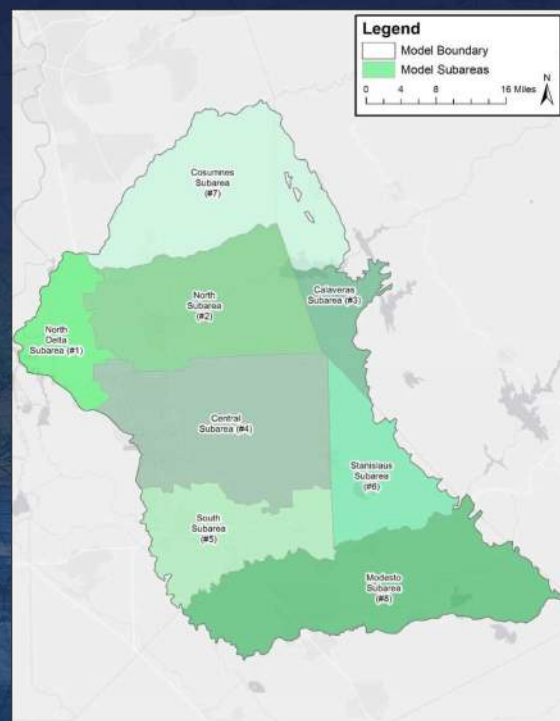 Legend
Model Boundary
Model Subareas
N
0 4 8 16 Miles
Cosumnes
Subarea
(#7)
North
Subarea
(#2)
Calaveras
Subarea (#3)
North
Delta
Subarea (#1)
Central
Subarea (#4)
Stanislaus
Subarea
(#6)
South
Subarea
(#5)
Modesto
Subarea
(#8)